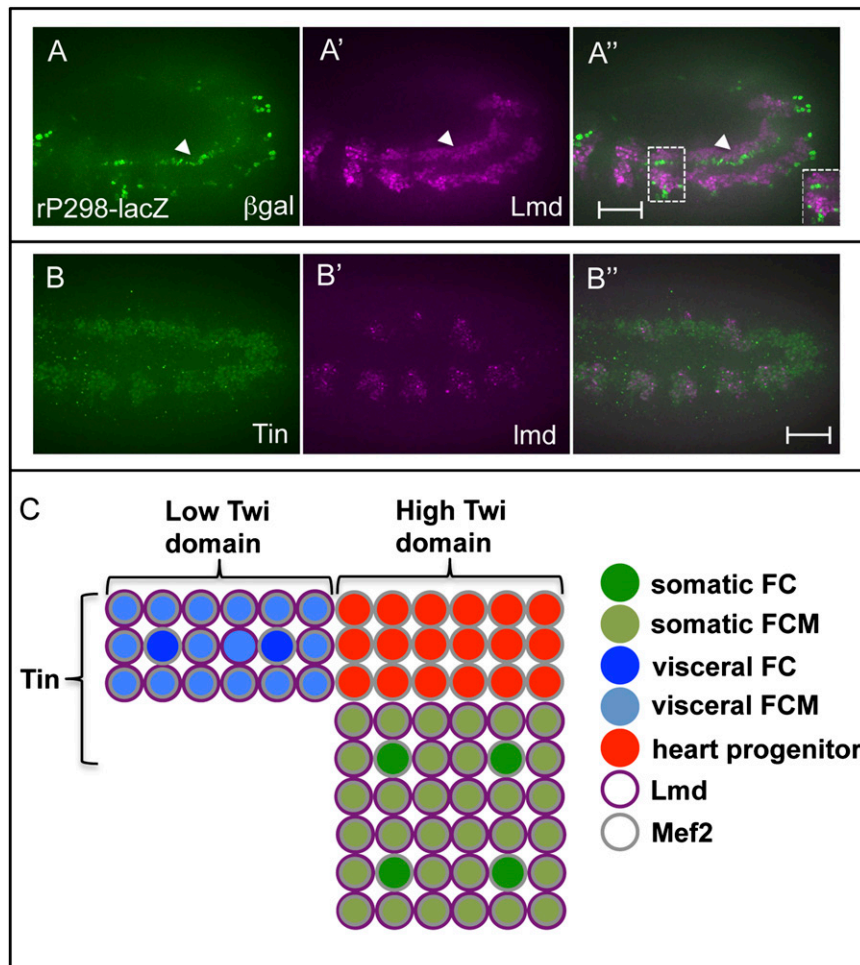 A
A'
A''
rP298-lacZ
βgal
Lmd
B
B'
B''
Tin
lmd
C
Low Twi
domain
High Twi
domain
Tin
somatic FC
somatic FCM
visceral FC
visceral FCM
heart progenitor
Lmd
Mef2